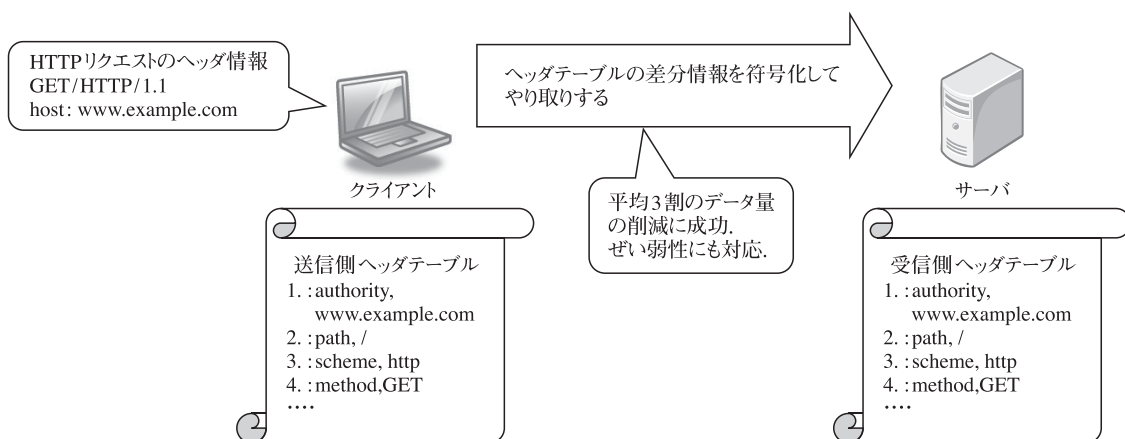 HTTPリクエストのヘッダ情報
GET/HTTP/1.1
host: www.example.com
クライアント
ヘッダテーブルの差分情報を符号化して
やり取りする
平均3割のデータ量
の削減に成功．
ぜい弱性にも対応．
サーバ
送信側ヘッダテーブル
1. :authority,
www.example.com
2. :path, /
3. :scheme, http
4. :method,GET
････
受信側ヘッダテーブル
1. :authority,
www.example.com
2. :path, /
3. :scheme, http
4. :method,GET
････